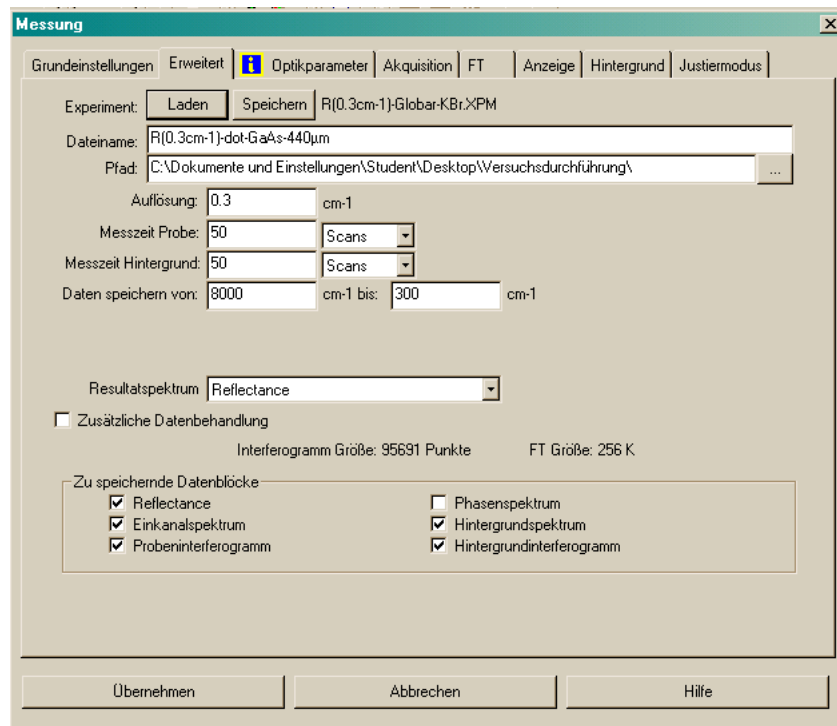 Messung
Grundeinstellungen Erweitert Optikparameter Akquisition FT Anzeige Hintergrund Justiermodus
Experiment: Laden Speichern R(0.3cm-1)-Globar-KBr.XPM
Dateiname: R(0.3cm-1)-dot-GaAs-440µm
Pfad: C:\Dokumente und Einstellungen\Student\Desktop\Versuchsdurchführung\ ...
Auflösung: 0.3 cm-1
Messzeit Probe: 50 Scans
Messzeit Hintergrund: 50 Scans
Daten speichern von: 8000 cm-1 bis: 300 cm-1
Resultatspektrum Reflectance
Zusätzliche Datenbehandlung
Interferogramm Größe: 95691 Punkte FT Größe: 256 K
Zu speichernde Datenblöcke
Reflectance Phasenspektrum
Einkanalspektrum Hintergrundspektrum
Probeninterferogramm Hintergrundinterferogramm
Übernehmen Abbrechen Hilfe